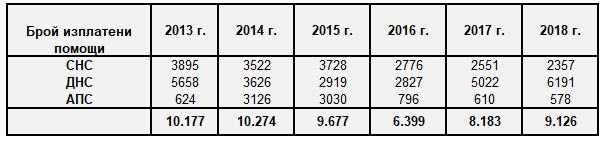 Брой изплатени помощи 2013 г. 2014 г. 2015 г. 2016 г. 2017 г. 2018 г.
СНС 3895 3522 3728 2776 2551 2357
ДНС 5658 3626 2919 2827 5022 6191
АПС 624 3126 3030 796 610 578
10.177 10.274 9.677 6.399 8.183 9.126